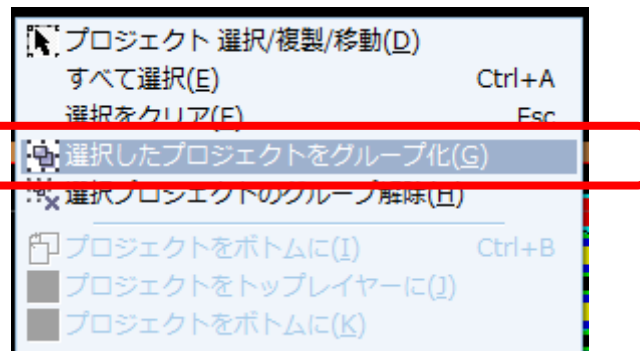 プロジェクト 選択/複製/移動(D)
すべて選択(E) Ctrl+A
選択をクリア(F) Esc
選択したプロジェクトをグループ化(G)
選択プロジェクトのグループ解除(H)
プロジェクトをボトムに(I) Ctrl+B
プロジェクトをトップレイヤーに(J)
プロジェクトをボトムに(K)